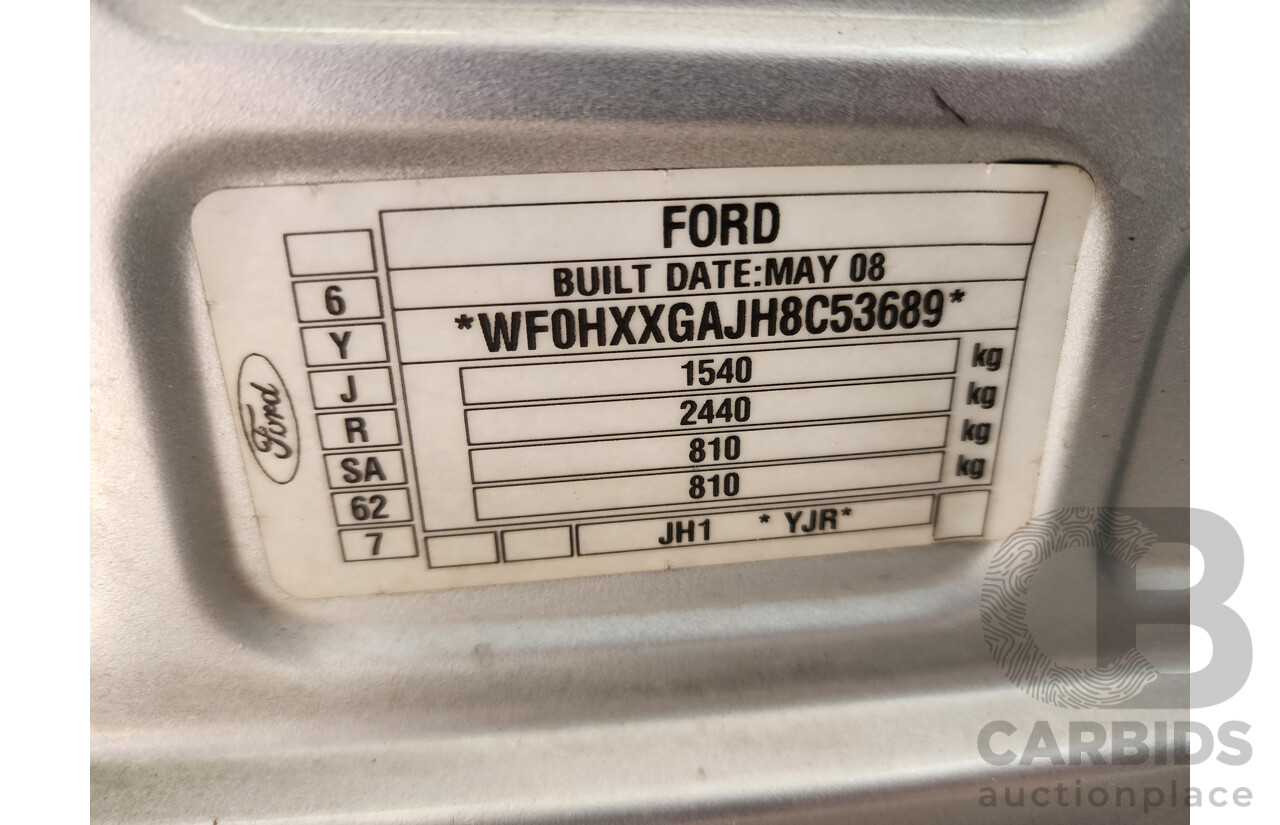 FORD
BUILT DATE:MAY 08
*WF0HXXGAJH8C53689*
1540 kg
2440 kg
810 kg
810 kg
JH1 * YJR*
6
Y
J
R
SA
62
7
Ford
CB
CARBIDS
auctionplace